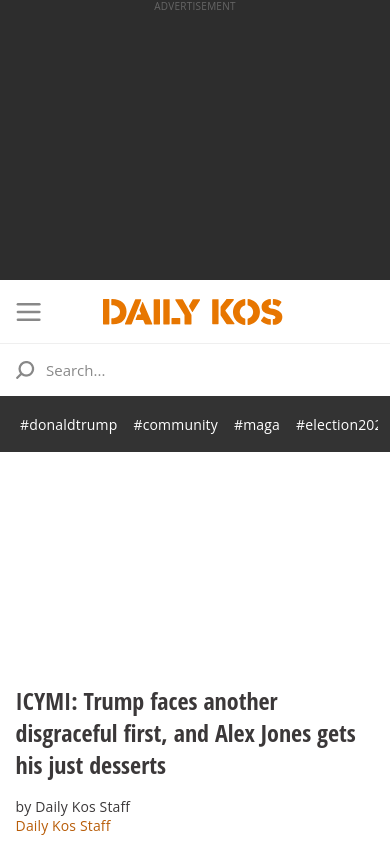 ADVERTISEMENT
DAILY KOS
Search...
#donaldtrump #community #maga #election202
ICYMI: Trump faces another
disgraceful first, and Alex Jones gets
his just desserts
by Daily Kos Staff
Daily Kos Staff